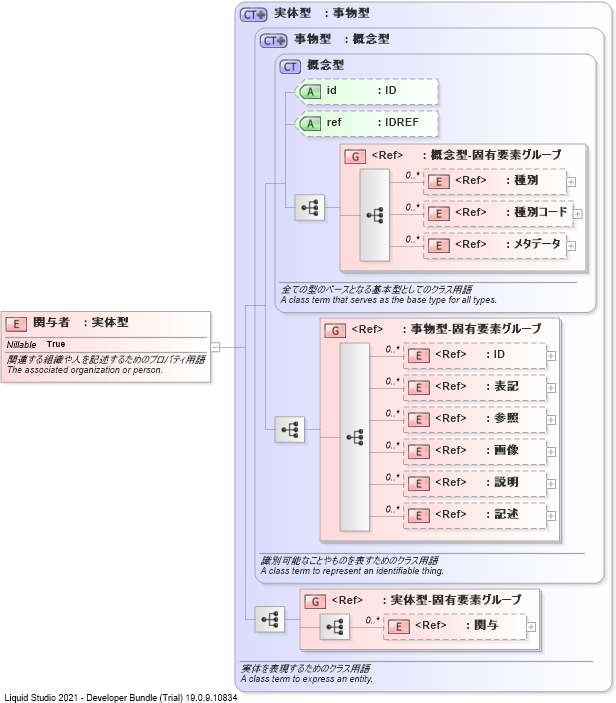 CT 実体型 : 事物型
CT 事物型 : 概念型
CT 概念型
A id : ID
A ref : IDREF
G <Ref> : 概念型-固有要素グループ
0..* E <Ref> : 種別
0..* E <Ref> : 種別コード
0..* E <Ref> : メタデータ
全ての型のベースとなる基本型としてのクラス用語
A class term that serves as the base type for all types.
E 関与者 : 実体型
Nillable True
関連する組織や人を記述するためのプロパティ用語
The associated organization or person.
G <Ref> : 事物型-固有要素グループ
0..* E <Ref> : ID
0..* E <Ref> : 表記
0..* E <Ref> : 参照
0..* E <Ref> : 画像
0..* E <Ref> : 説明
0..* E <Ref> : 記述
識別可能なことやものを表すためのクラス用語
A class term to represent an identifiable thing.
G <Ref> : 実体型-固有要素グループ
0..* E <Ref> : 関与
実体を表現するためのクラス用語
A class term to express an entity.
Liquid Studio 2021 - Developer Bundle (Trial) 19.0.9.10834